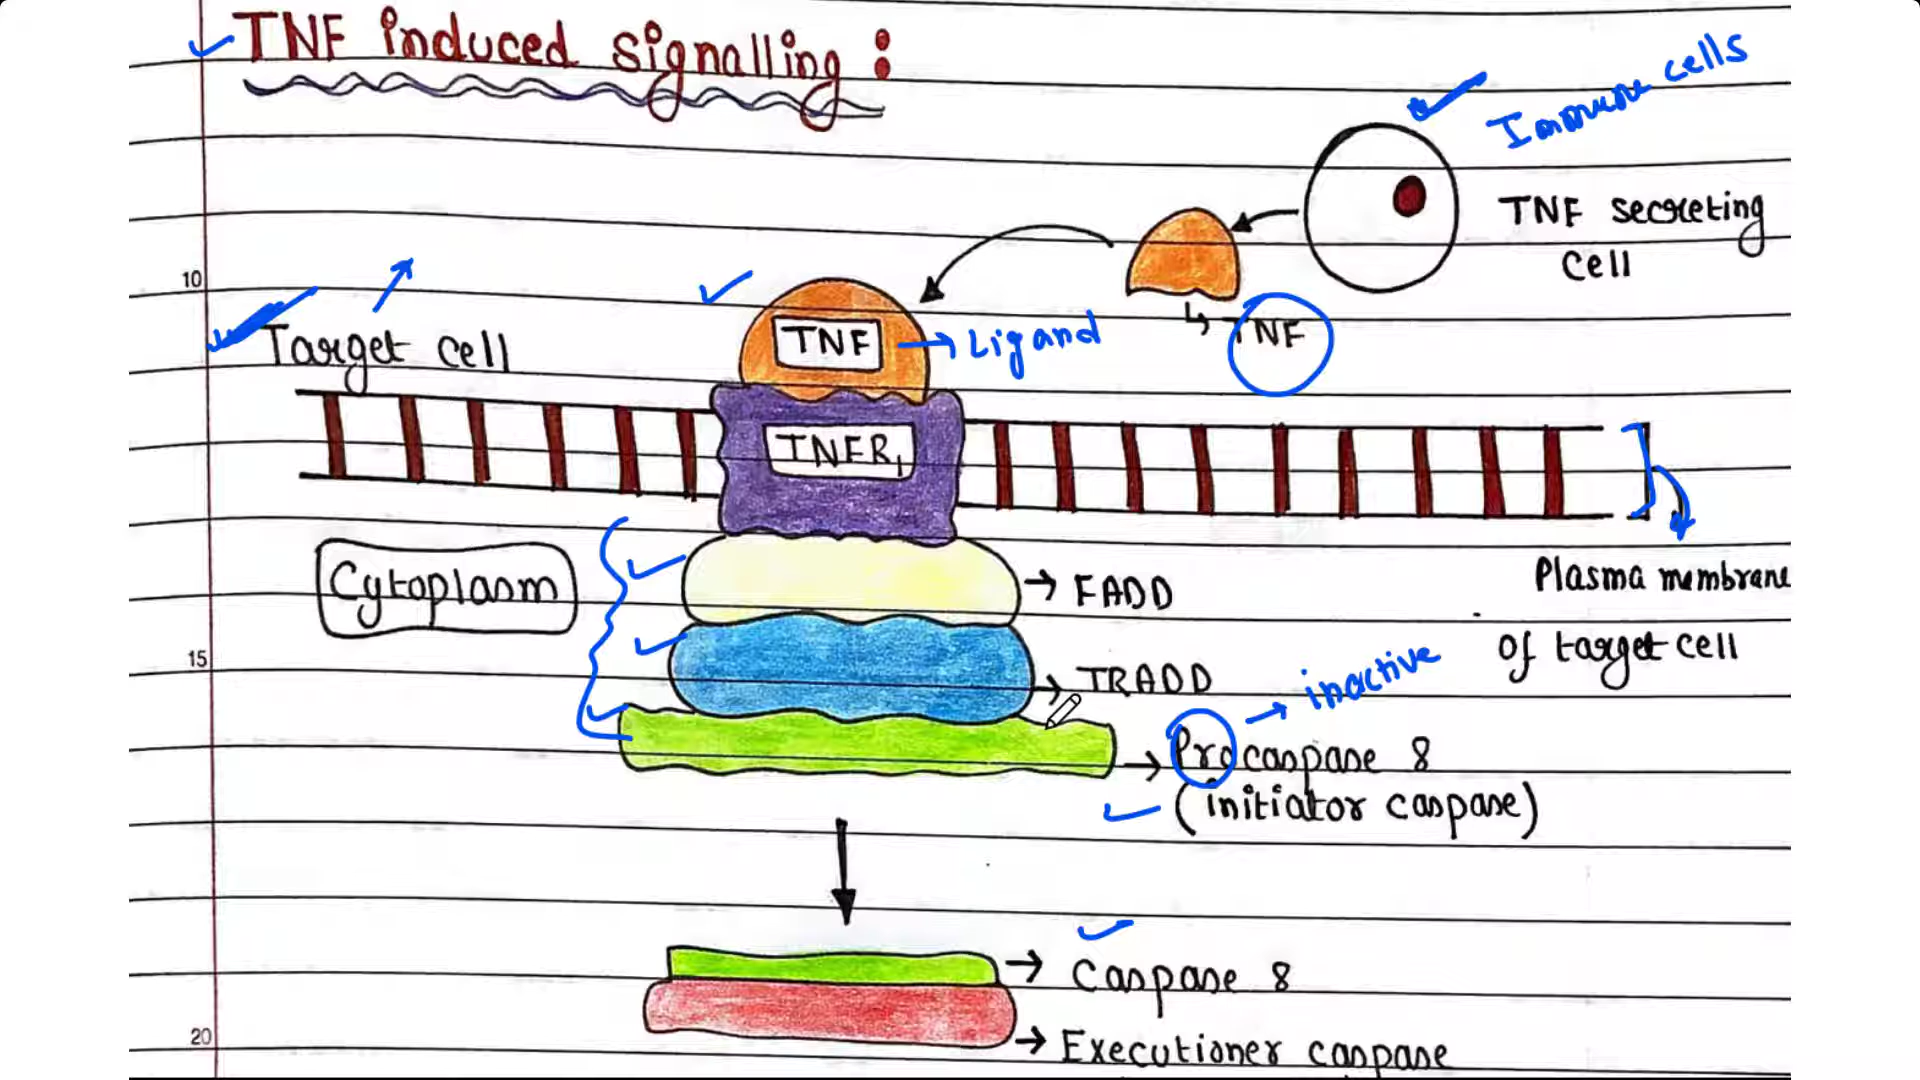 TNF induced signalling :
Immune cells
TNF secreting
cell
10
Target cell
TNF
Ligand
TNF
TNFR1
Cytoplasm
FADD
Plasma membrane
of target cell
15
TRADD
inactive
Procaspase 8
(initiator caspase)
Caspase 8
20
Executioner caspase